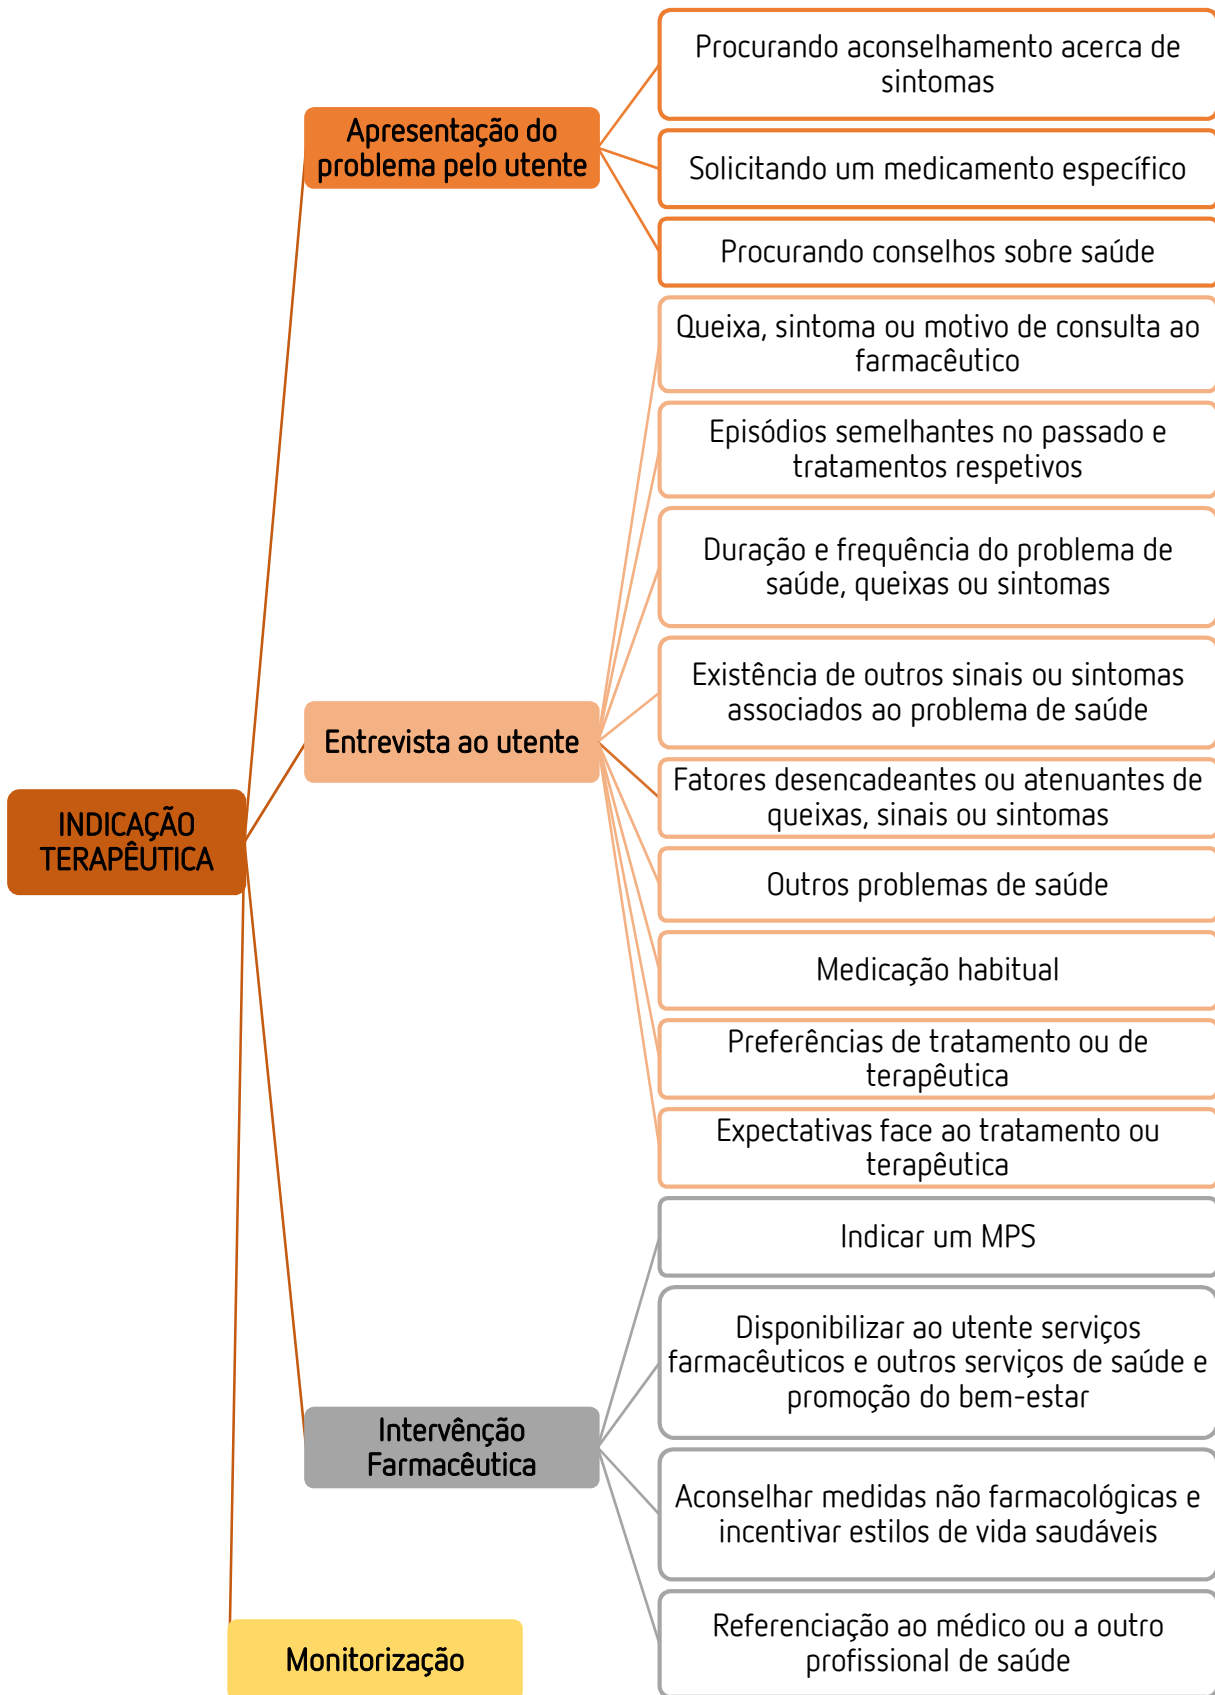 INDICAÇÃO
TERAPÊUTICA
Apresentação do
problema pelo utente
Procurando aconselhamento acerca de
sintomas
Solicitando um medicamento específico
Procurando conselhos sobre saúde
Entrevista ao utente
Queixa, sintoma ou motivo de consulta ao
farmacêutico
Episódios semelhantes no passado e
tratamentos respetivos
Duração e frequência do problema de
saúde, queixas ou sintomas
Existência de outros sinais ou sintomas
associados ao problema de saúde
Fatores desencadeantes ou atenuantes de
queixas, sinais ou sintomas
Outros problemas de saúde
Medicação habitual
Preferências de tratamento ou de
terapêutica
Expectativas face ao tratamento ou
terapêutica
Intervênção
Farmacêutica
Indicar um MPS
Disponibilizar ao utente serviços
farmacêuticos e outros serviços de saúde e
promoção do bem-estar
Aconselhar medidas não farmacológicas e
incentivar estilos de vida saudáveis
Referenciação ao médico ou a outro
profissional de saúde
Monitorização